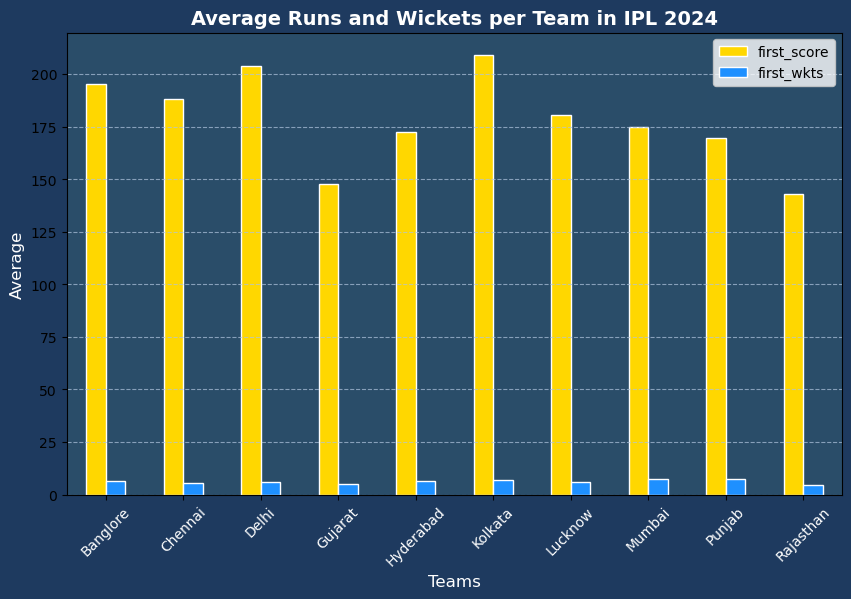 Average Runs and Wickets per Team in IPL 2024
first_score
first_wkts
200
175
150
125
100
75
50
25
0
Average
Banglore
Chennai
Delhi
Gujarat
Hyderabad
Kolkata
Lucknow
Mumbai
Punjab
Rajasthan
Teams